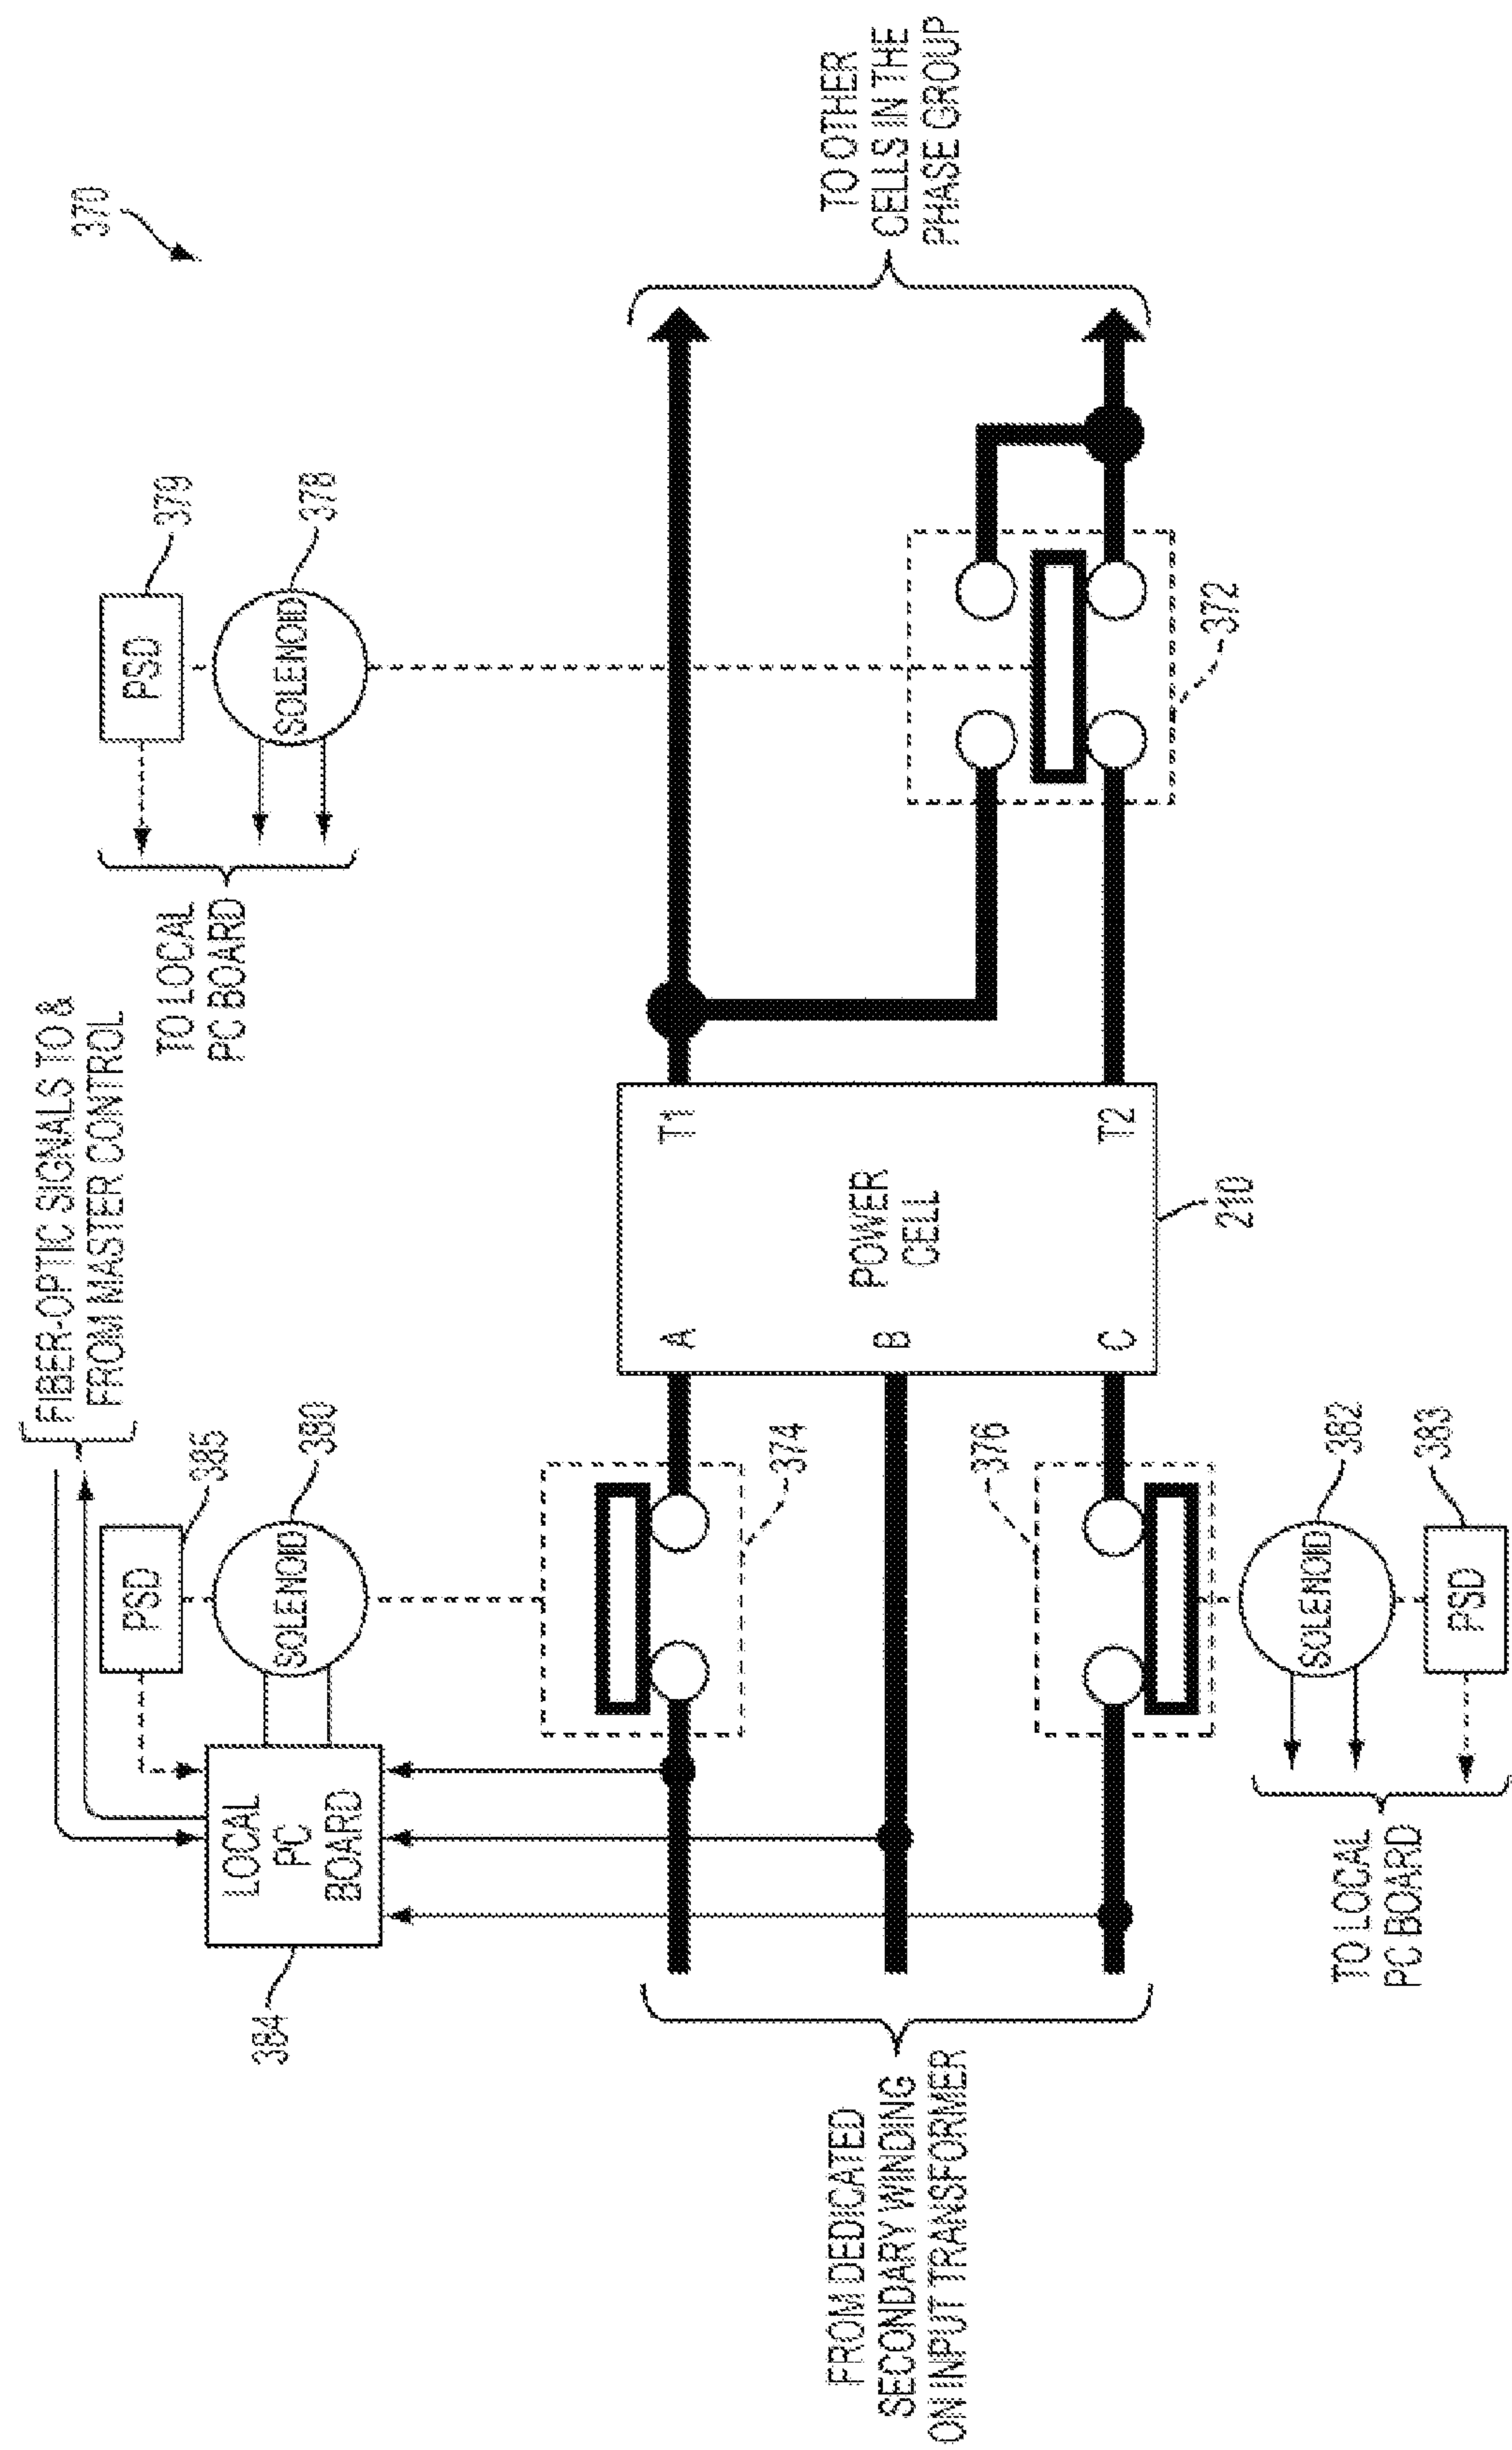 370
FIBER-OPTIC SIGNALS TO &
FROM MASTER CONTROL
PSD
385
SOLENOID
380
LOCAL
PC
BOARD
384
PSD
379
SOLENOID
378
TO LOCAL
PC BOARD
FROM DEDICATED
SECONDARY WINDING
ON INPUT TRANSFORMER
374
376
A
B
C
POWER
CELL
T1
T2
210
372
TO OTHER
CELLS IN THE
PHASE GROUP
SOLENOID
382
PSD
383
TO LOCAL
PC BOARD